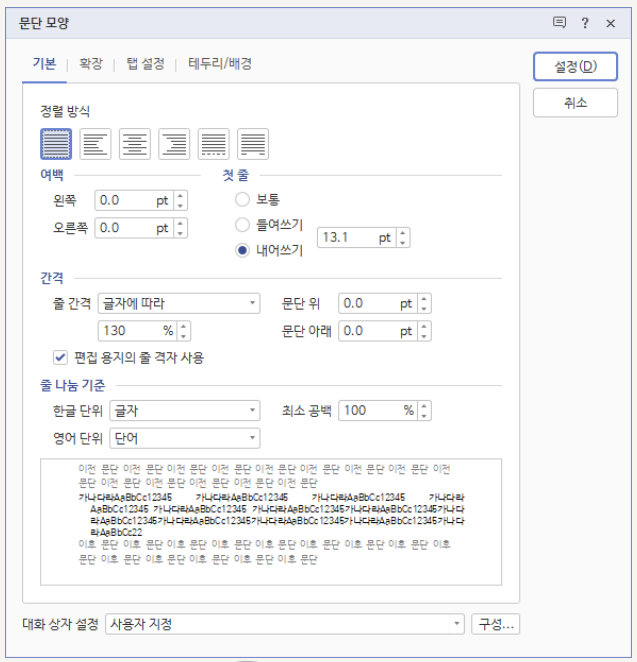 문단 모양 ? ×
기본 | 확장 | 탭 설정 | 테두리/배경
설정(D)
취소
정렬 방식
여백
첫 줄
왼쪽 0.0 pt
보통
오른쪽 0.0 pt
들여쓰기
13.1 pt
내어쓰기
간격
줄 간격 글자에 따라
문단 위 0.0 pt
130 %
문단 아래 0.0 pt
편집 용지의 줄 격자 사용
줄 나눔 기준
한글 단위 글자
최소 공백 100 %
영어 단위 단어
이전 문단 이전 문단 이전 문단 이전 문단 이전 문단 이전 문단 이전 문단 이전 문단 이전
문단 이전 문단 이전 문단 이전 문단 이전 문단 이전 문단
가나다라AaBbCc12345 가나다라AaBbCc12345 가나다라AaBbCc12345 가나다라
AaBbCc12345 가나다라AaBbCc12345 가나다라AaBbCc12345가나다라AaBbCc12345가나다
라AaBbCc12345가나다라AaBbCc12345가나다라AaBbCc12345가나다라AaBbCc12345가나다
라AaBbCc22
이후 문단 이후 문단 이후 문단 이후 문단 이후 문단 이후 문단 이후 문단 이후 문단 이후
문단 이후 문단 이후 문단 이후 문단 이후 문단 이후 문단
대화 상자 설정 사용자 지정 구성...